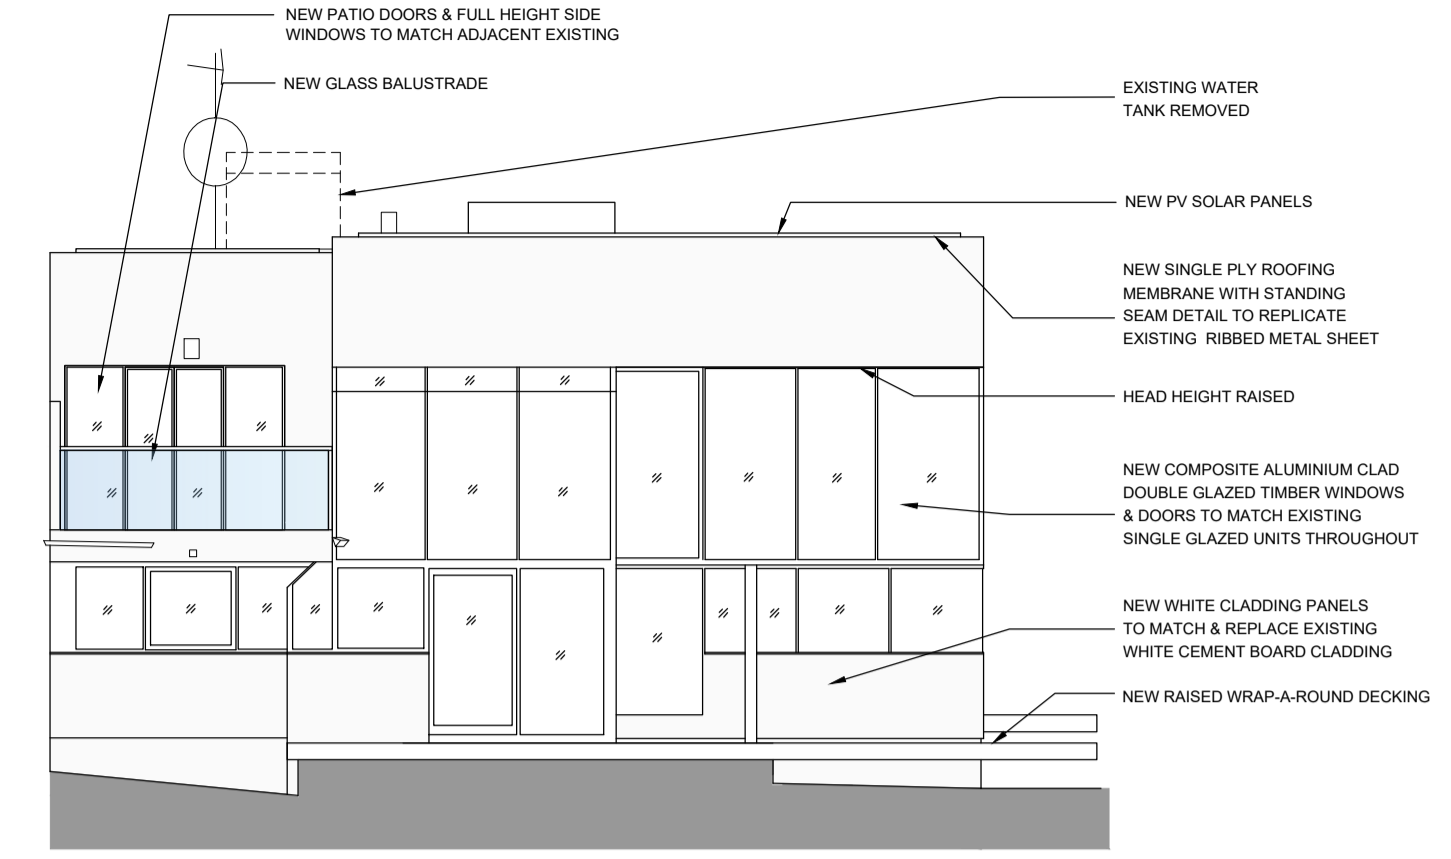 NEW PATIO DOORS & FULL HEIGHT SIDE
WINDOWS TO MATCH ADJACENT EXISTING
NEW GLASS BALUSTRADE
EXISTING WATER
TANK REMOVED
NEW PV SOLAR PANELS
NEW SINGLE PLY ROOFING
MEMBRANE WITH STANDING
SEAM DETAIL TO REPLICATE
EXISTING RIBBED METAL SHEET
HEAD HEIGHT RAISED
NEW COMPOSITE ALUMINIUM CLAD
DOUBLE GLAZED TIMBER WINDOWS
& DOORS TO MATCH EXISTING
SINGLE GLAZED UNITS THROUGHOUT
NEW WHITE CLADDING PANELS
TO MATCH & REPLACE EXISTING
WHITE CEMENT BOARD CLADDING
NEW RAISED WRAP-A-ROUND DECKING